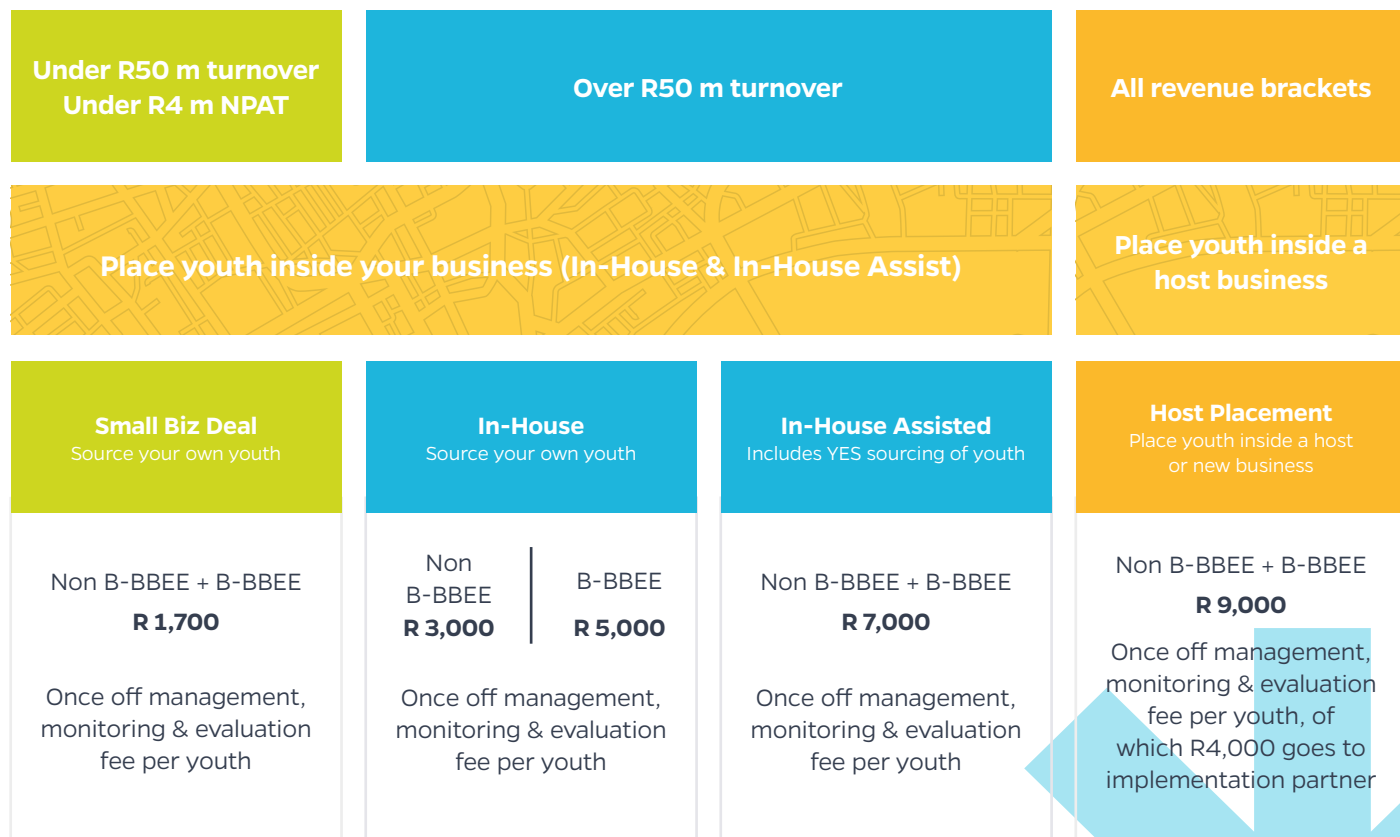 Under R50 m turnover
Under R4 m NPAT
Over R50 m turnover
All revenue brackets
Place youth inside your business (In-House & In-House Assist)
Place youth inside a
host business
Small Biz Deal
Source your own youth
In-House
Source your own youth
In-House Assisted
Includes YES sourcing of youth
Host Placement
Place youth inside a host
or new business
Non B-BBEE + B-BBEE
R 1,700
Once off management,
monitoring & evaluation
fee per youth
Non
B-BBEE
R 3,000
B-BBEE
R 5,000
Once off management,
monitoring & evaluation
fee per youth
Non B-BBEE + B-BBEE
R 7,000
Once off management,
monitoring & evaluation
fee per youth
Non B-BBEE + B-BBEE
R 9,000
Once off management,
monitoring & evaluation
fee per youth, of
which R4,000 goes to
implementation partner